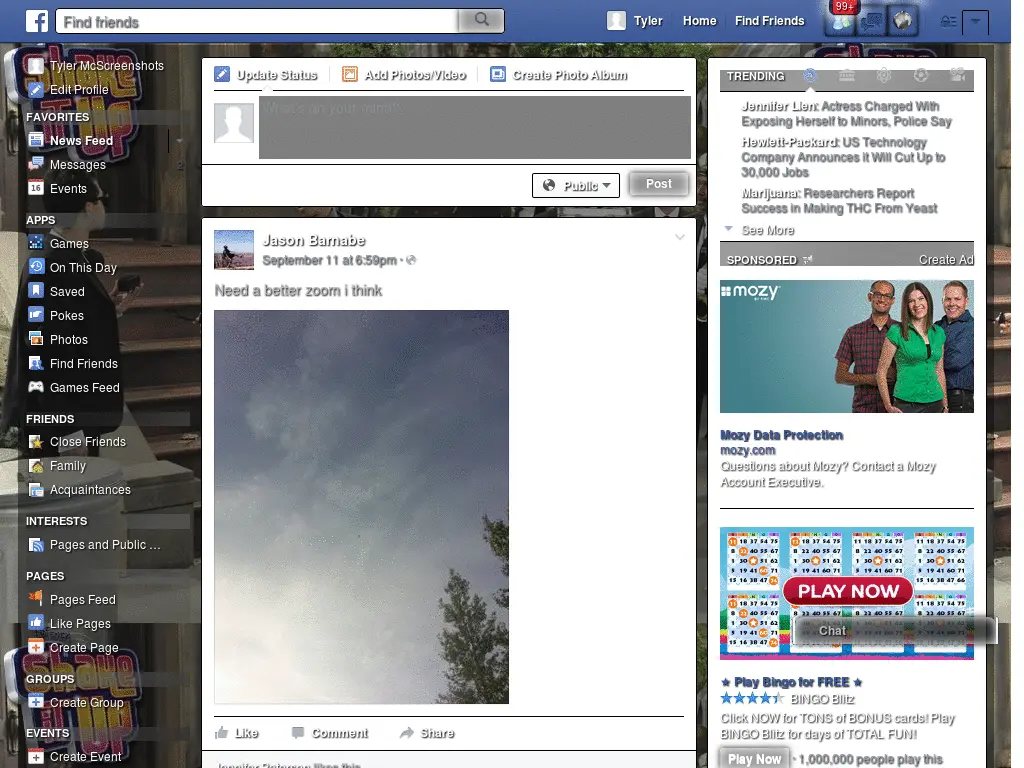 Find friends
Tyler
Home
Find Friends
99+
Tyler McScreenshots
Edit Profile
FAVORITES
News Feed
Messages
2
16
Events
APPS
Games
On This Day
Saved
Pokes
Photos
Find Friends
Games Feed
FRIENDS
Close Friends
Family
Acquaintances
INTERESTS
Pages and Public ...
PAGES
Pages Feed
Like Pages
Create Page
GROUPS
Create Group
EVENTS
Create Event
Update Status
Add Photos/Video
Create Photo Album
What's on your mind?
Public
Post
Jason Barnabe
September 11 at 6:59pm ·
Need a better zoom i think
Like
Comment
Share
Jennifer Peterson likes this.
TRENDING
Jennifer Lien: Actress Charged With
Exposing Herself to Minors, Police Say
Hewlett-Packard: US Technology
Company Announces it Will Cut Up to
30,000 Jobs
Marijuana: Researchers Report
Success in Making THC From Yeast
See More
SPONSORED
Create Ad
mozy
Mozy Data Protection
mozy.com
Questions about Mozy? Contact a Mozy
Account Executive.
PLAY NOW
Chat
★ Play Bingo for FREE ★
BINGO Blitz
Click NOW for TONS of BONUS cards! Play
BINGO Blitz for days of TOTAL FUN!
Play Now
· 1,000,000 people play this